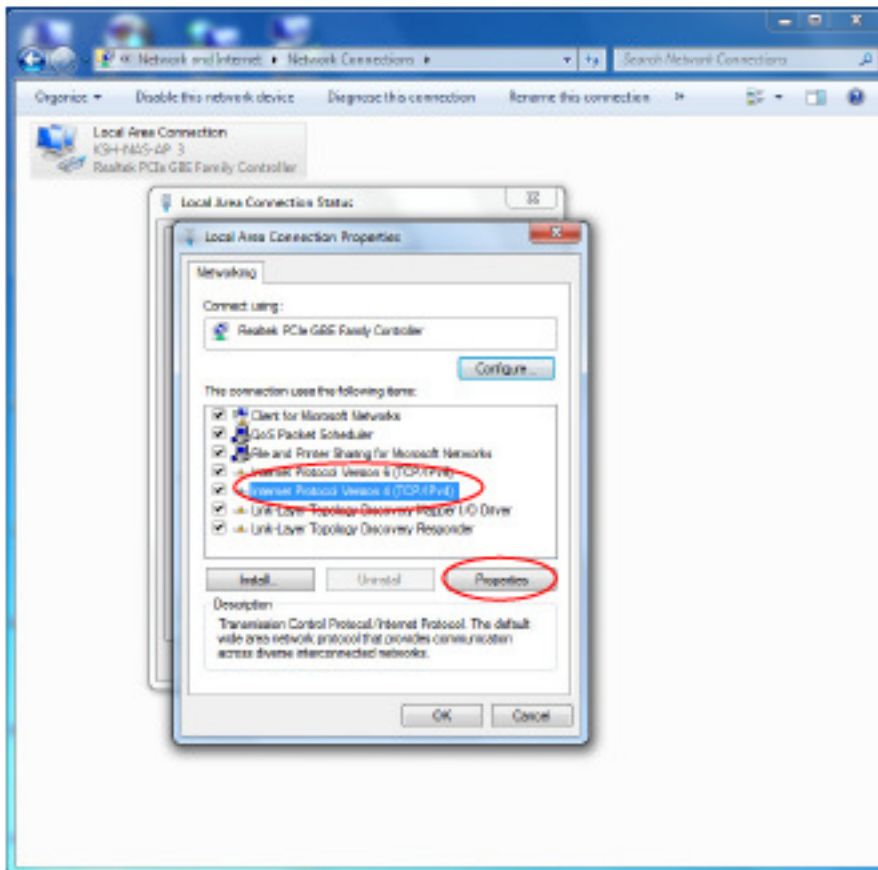 « Network and Internet ▸ Network Connections ▸
Search Network Connections
Organize
Disable this network device
Diagnose this connection
Rename this connection
»
Local Area Connection
KSH-NAS-AP 3
Realtek PCIe GBE Family Controller
Local Area Connection Status
Local Area Connection Properties
Networking
Connect using:
Realtek PCIe GBE Family Controller
Configure...
This connection uses the following items:
Client for Microsoft Networks
QoS Packet Scheduler
File and Printer Sharing for Microsoft Networks
Internet Protocol Version 6 (TCP/IPv6)
Internet Protocol Version 4 (TCP/IPv4)
Link-Layer Topology Discovery Mapper I/O Driver
Link-Layer Topology Discovery Responder
Install...
Uninstall
Properties
Description
Transmission Control Protocol/Internet Protocol. The default
wide area network protocol that provides communication
across diverse interconnected networks.
OK
Cancel